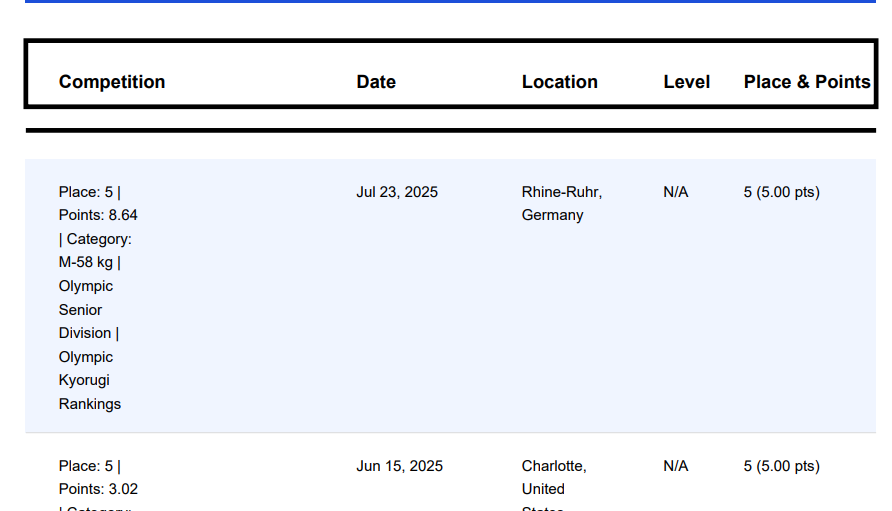 Competition Date Location Level Place & Points
Place: 5 | Jul 23, 2025 Rhine-Ruhr, N/A 5 (5.00 pts)
Points: 8.64 Germany
| Category:
M-58 kg |
Olympic
Senior
Division |
Olympic
Kyorugi
Rankings
Place: 5 | Jun 15, 2025 Charlotte, N/A 5 (5.00 pts)
Points: 3.02 United
| Category: States